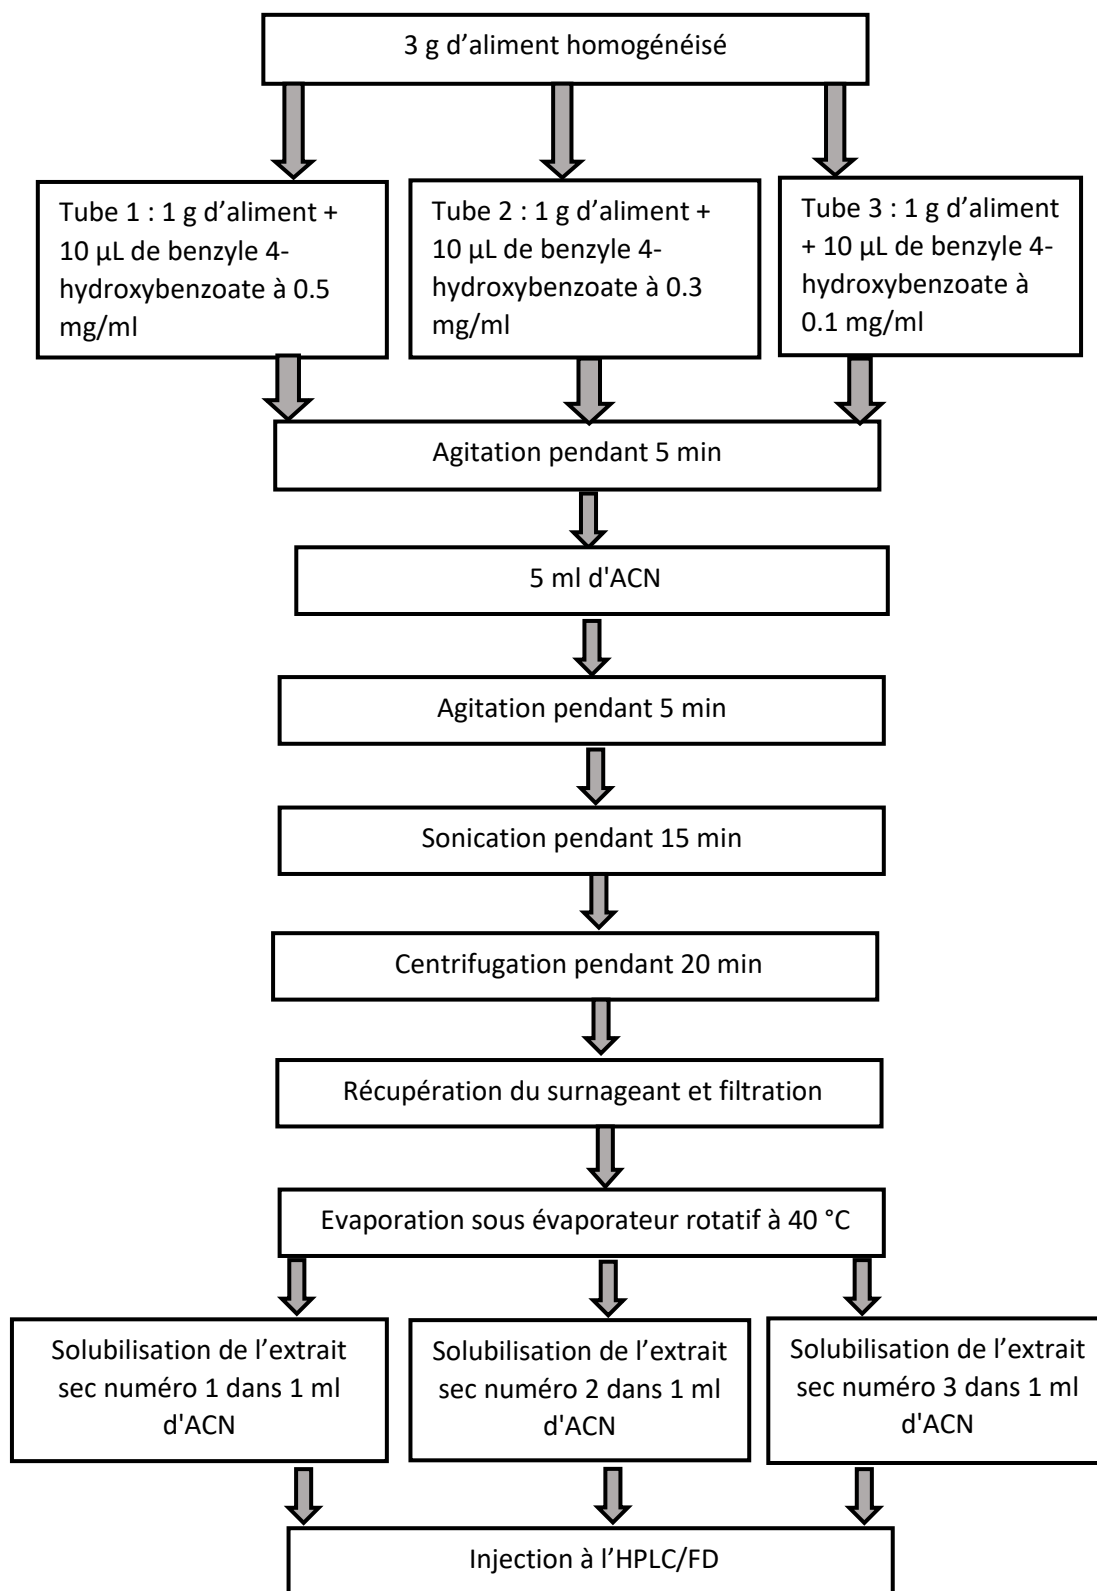 3 g d’aliment homogénéisé
Tube 1 : 1 g d’aliment +
10 µL de benzyle 4-
hydroxybenzoate à 0.5
mg/ml
Tube 2 : 1 g d’aliment +
10 µL de benzyle 4-
hydroxybenzoate à 0.3
mg/ml
Tube 3 : 1 g d’aliment
+ 10 µL de benzyle 4-
hydroxybenzoate à
0.1 mg/ml
Agitation pendant 5 min
5 ml d'ACN
Agitation pendant 5 min
Sonication pendant 15 min
Centrifugation pendant 20 min
Récupération du surnageant et filtration
Evaporation sous évaporateur rotatif à 40 °C
Solubilisation de l’extrait
sec numéro 1 dans 1 ml
d'ACN
Solubilisation de l’extrait
sec numéro 2 dans 1 ml
d'ACN
Solubilisation de l’extrait
sec numéro 3 dans 1 ml
d'ACN
Injection à l’HPLC/FD